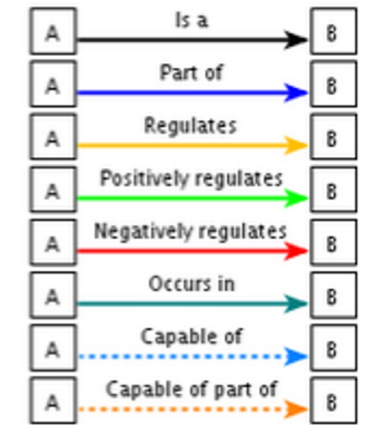 A Is a B
A Part of B
A Regulates B
A Positively regulates B
A Negatively regulates B
A Occurs in B
A Capable of B
A Capable of part of B